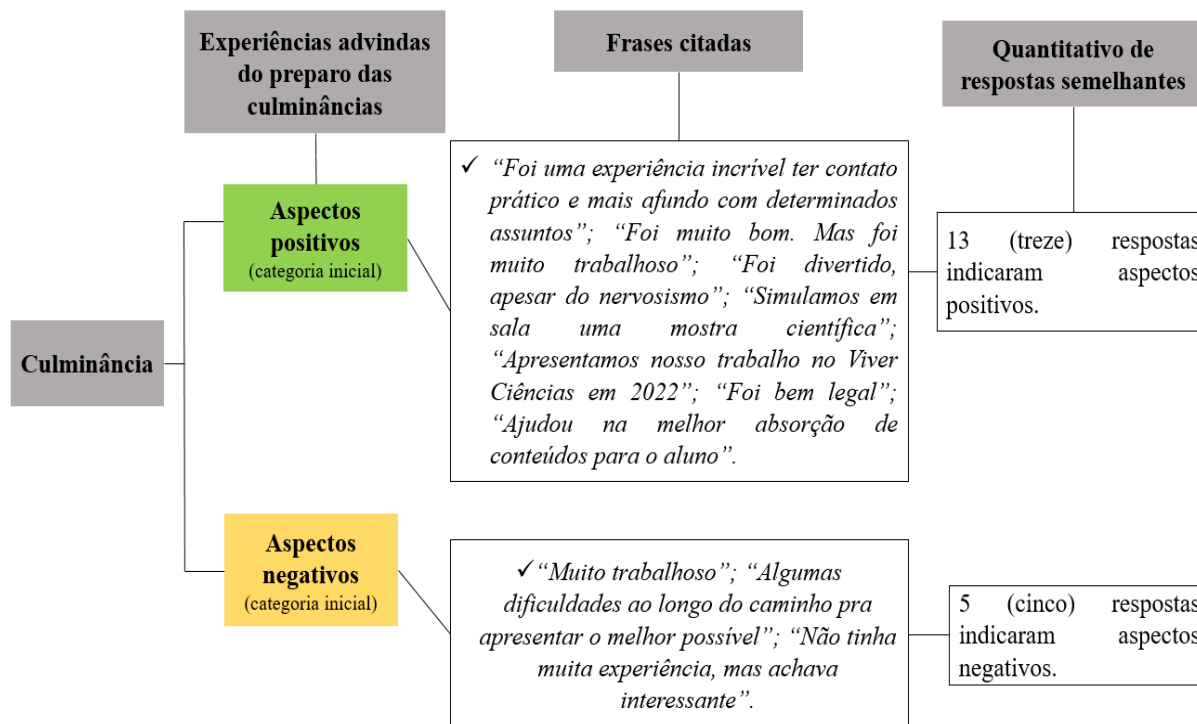 Experiências advindas
do preparo das
culminâncias
Frases citadas
Quantitativo de
respostas semelhantes
Culminância
Aspectos
positivos
(categoria inicial)
✓ “Foi uma experiência incrível ter contato
prático e mais afundo com determinados
assuntos”; “Foi muito bom. Mas foi
muito trabalhoso”; “Foi divertido,
apesar do nervosismo”; “Simulamos em
sala uma mostra científica”;
“Apresentamos nosso trabalho no Viver
Ciências em 2022”; “Foi bem legal”;
“Ajudou na melhor absorção de
conteúdos para o aluno”.
13 (treze) respostas
indicaram aspectos
positivos.
Aspectos
negativos
(categoria inicial)
✓“Muito trabalhoso”; “Algumas
dificuldades ao longo do caminho pra
apresentar o melhor possível”; “Não tinha
muita experiência, mas achava
interessante”.
5 (cinco) respostas
indicaram aspectos
negativos.